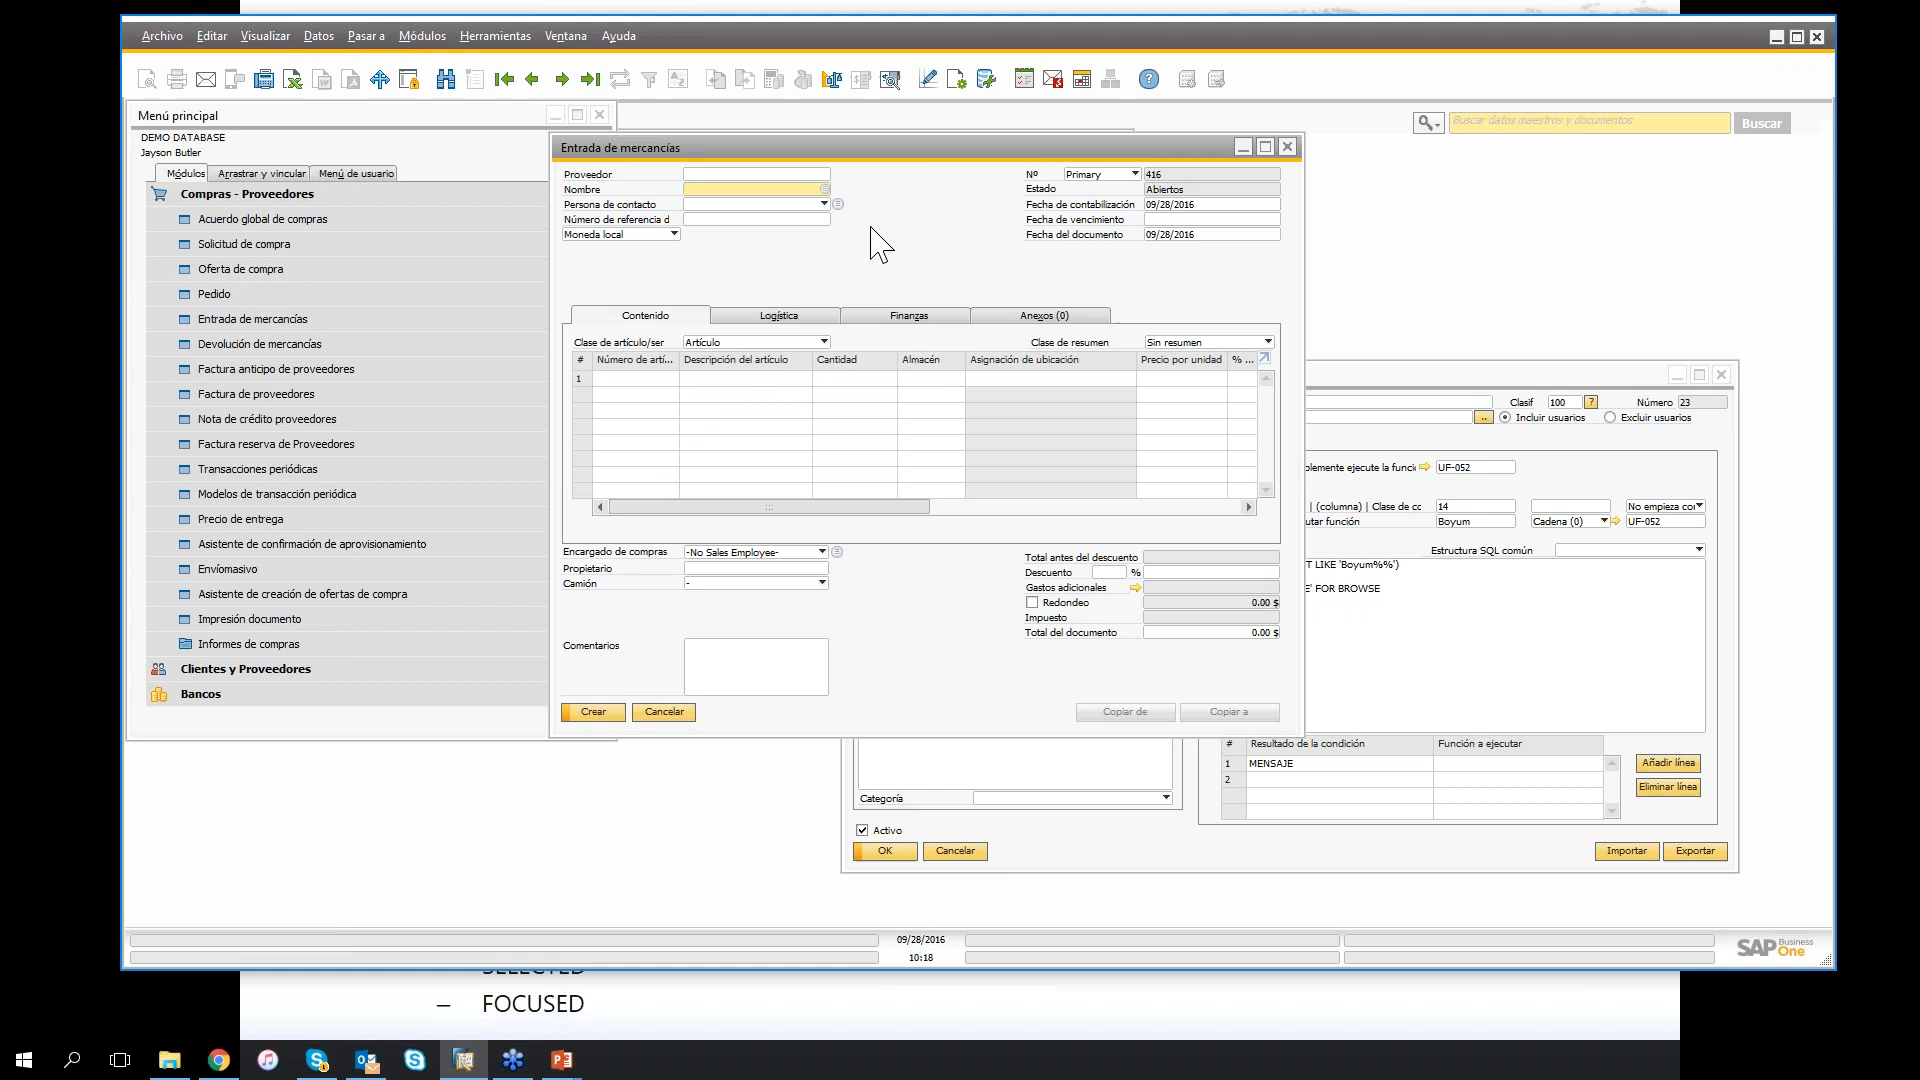 Archivo Editar Visualizar Datos Pasar a Módulos Herramientas Ventana Ayuda
Menú principal
DEMO DATABASE
Jayson Butler
Módulos Arrastrar y vincular Menú de usuario
Compras - Proveedores
Acuerdo global de compras
Solicitud de compra
Oferta de compra
Pedido
Entrada de mercancías
Devolución de mercancías
Factura anticipo de proveedores
Factura de proveedores
Nota de crédito proveedores
Factura reserva de Proveedores
Transacciones periódicas
Modelos de transacción periódica
Precio de entrega
Asistente de confirmación de aprovisionamiento
Envíomasivo
Asistente de creación de ofertas de compra
Impresión documento
Informes de compras
Clientes y Proveedores
Bancos
Buscar datos maestros y documentos Buscar
Entrada de mercancías
Proveedor Nº Primary 416
Nombre Estado Abiertos
Persona de contacto Fecha de contabilización 09/28/2016
Número de referencia d Fecha de vencimiento
Moneda local Fecha del documento 09/28/2016
Contenido Logística Finanzas Anexos (0)
Clase de artículo/ser Artículo Clase de resumen Sin resumen
# Número de artí... Descripción del artículo Cantidad Almacén Asignación de ubicación Precio por unidad % ...
1
Encargado de compras -No Sales Employee- Total antes del descuento
Propietario Descuento %
Camión - Gastos adicionales
Redondeo 0.00 $
Impuesto
Total del documento 0.00 $
Comentarios
Crear Cancelar Copiar de Copiar a
Clasif 100 ? Número 23
.. Incluir usuarios Excluir usuarios
plemente ejecute la funci UF-052
| (columna) | Clase de cc 14 No empieza con
utar función Boyum Cadena (0) UF-052
Estructura SQL común
T LIKE 'Boyum%%')
E' FOR BROWSE
# Resultado de la condición Función a ejecutar
1 MENSAJE Añadir línea
2 Eliminar línea
Categoría
Activo
OK Cancelar Importar Exportar
09/28/2016
10:18
SAP Business One
SELECTED
– FOCUSED